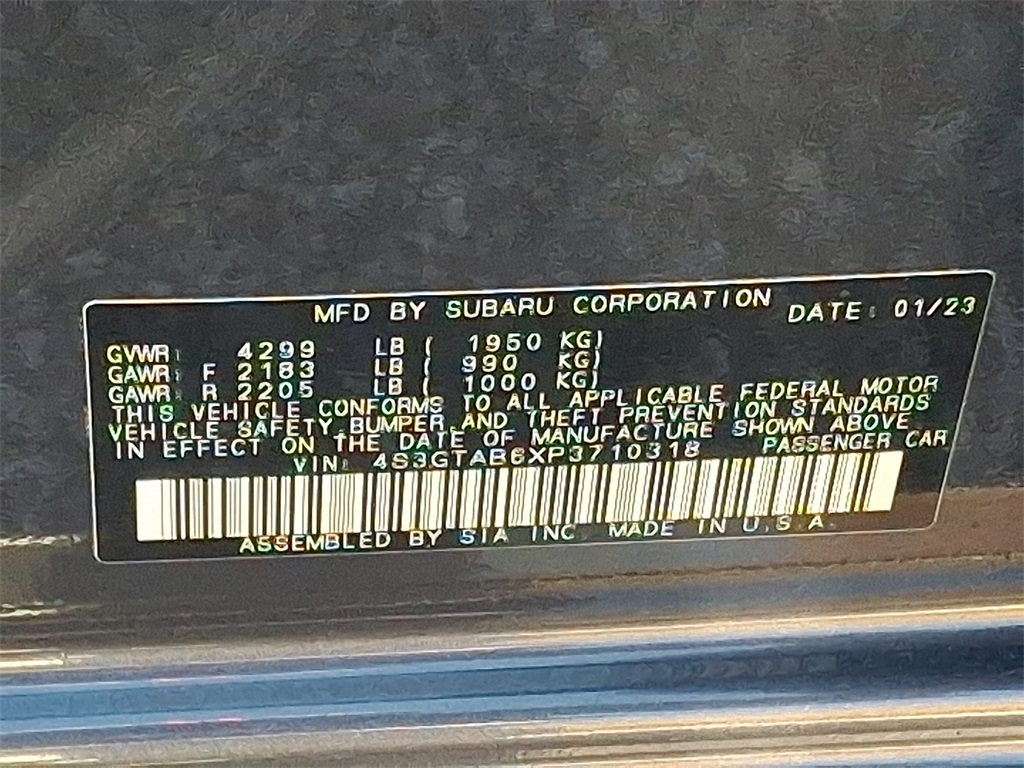 MFD BY SUBARU CORPORATION DATE: 01/23
GVWR: 4299 LB ( 1950 KG)
GAWR: F 2183 LB ( 990 KG)
GAWR: R 2205 LB ( 1000 KG)
THIS VEHICLE CONFORMS TO ALL APPLICABLE FEDERAL MOTOR
VEHICLE SAFETY, BUMPER, AND THEFT PREVENTION STANDARDS
IN EFFECT ON THE DATE OF MANUFACTURE SHOWN ABOVE.
VIN: 4S3GTAB6XP3710318 PASSENGER CAR
ASSEMBLED BY SIA INC. MADE IN U.S.A.